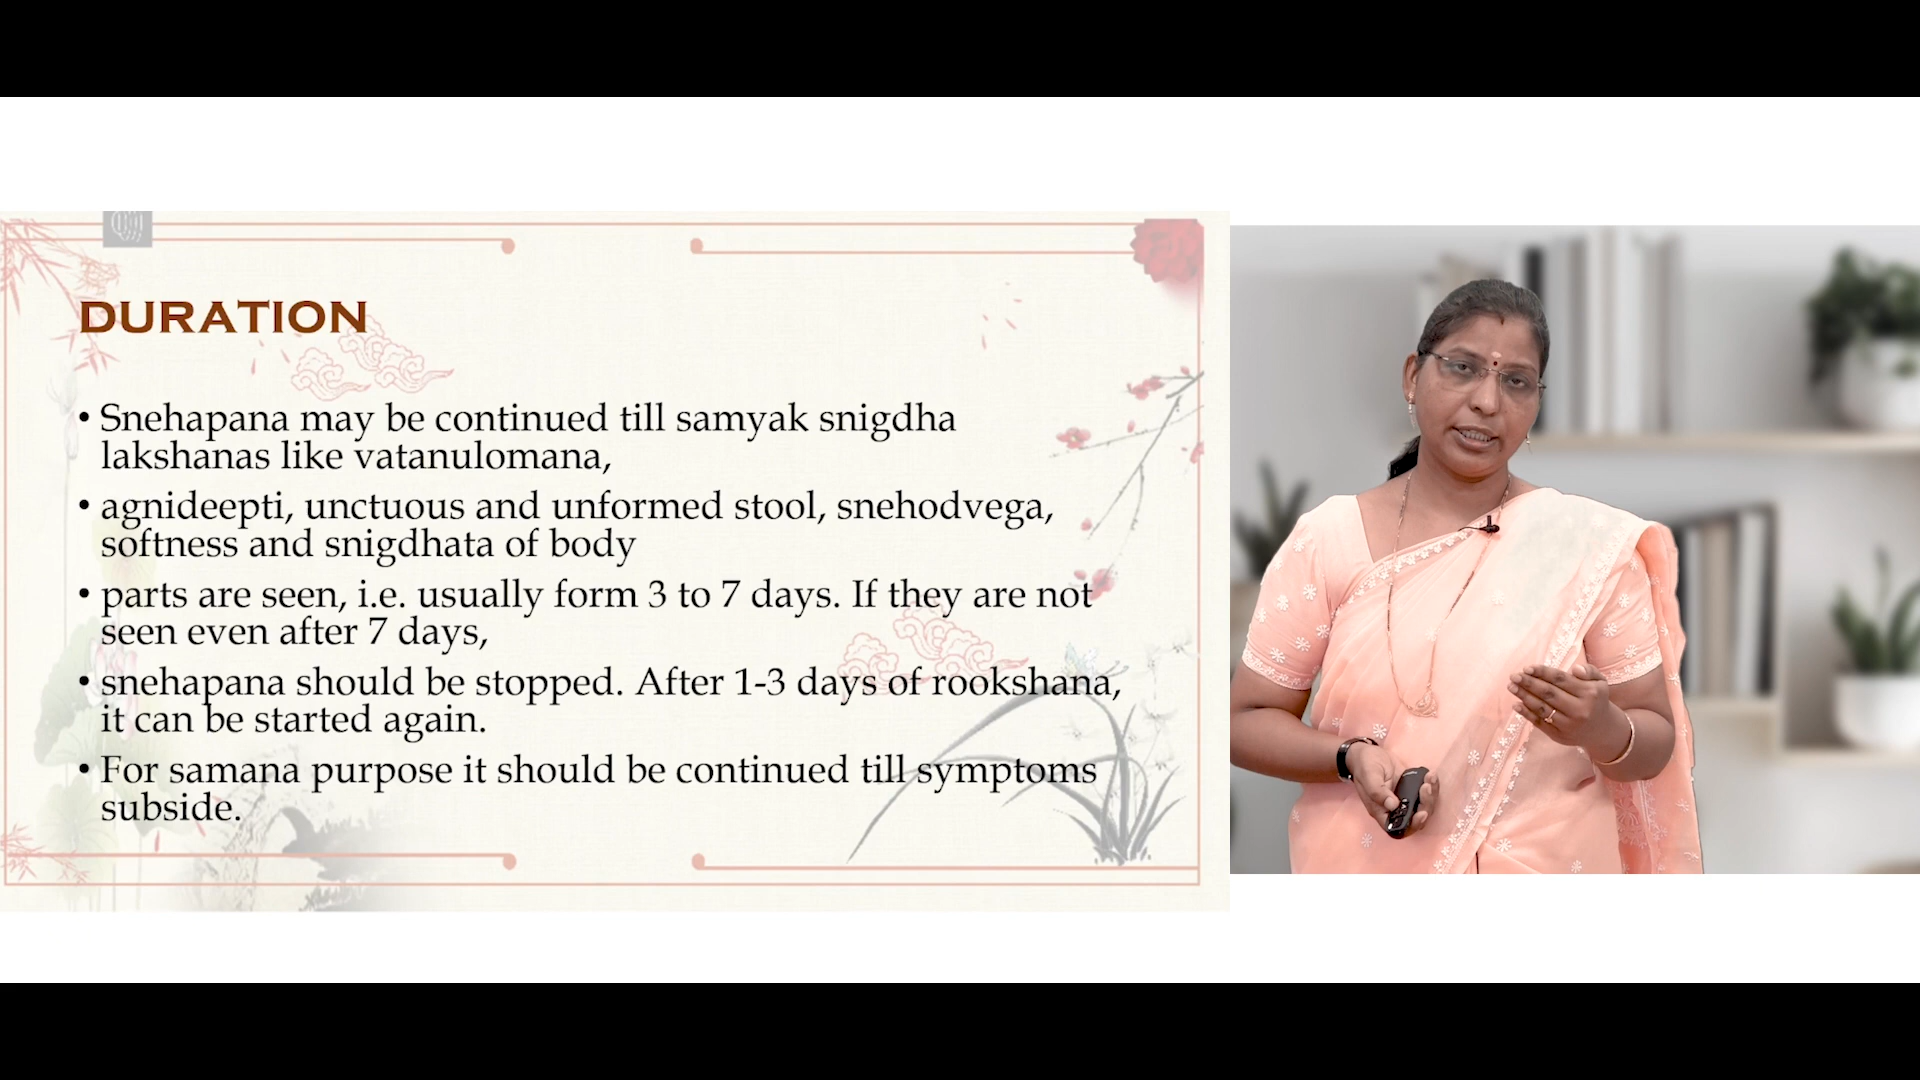 DURATION
• Snehapana may be continued till samyak snigdha
lakshanas like vatanulomana,
• agnideepti, unctuous and unformed stool, snehodvega,
softness and snigdhata of body
• parts are seen, i.e. usually form 3 to 7 days. If they are not
seen even after 7 days,
• snehapana should be stopped. After 1-3 days of rookshana,
it can be started again.
• For samana purpose it should be continued till symptoms
subside.